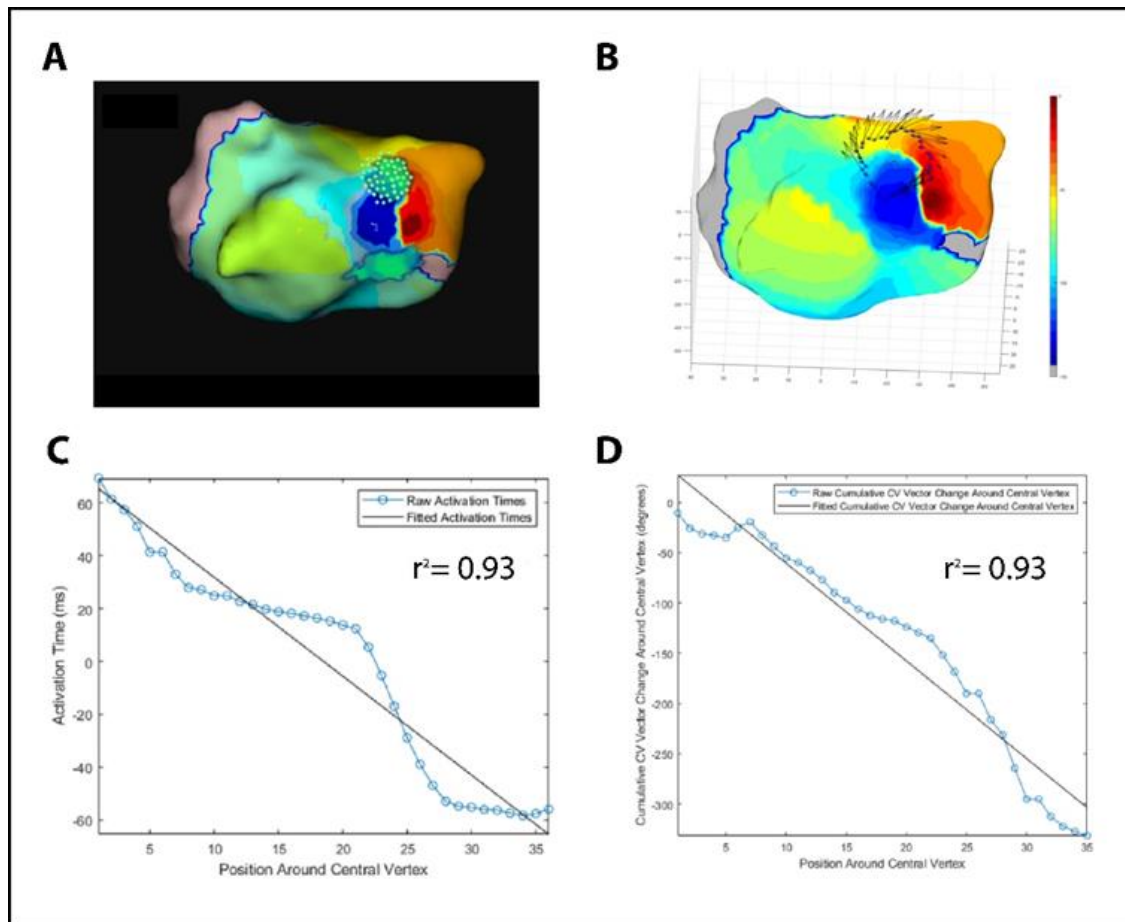 A
B
C
D
60
40
20
0
-20
-40
-60
Activation Time (ms)
Raw Activation Times
Fitted Activation Times
r²= 0.93
5 10 15 20 25 30 35
Position Around Central Vertex
0
-50
-100
-150
-200
-250
-300
Cumulative CV Vector Change Around Central Vertex (degrees)
Raw Cumulative CV Vector Change Around Central Vertex
Fitted Cumulative CV Vector Change Around Central Vertex
r²= 0.93
5 10 15 20 25 30 35
Position Around Central Vertex